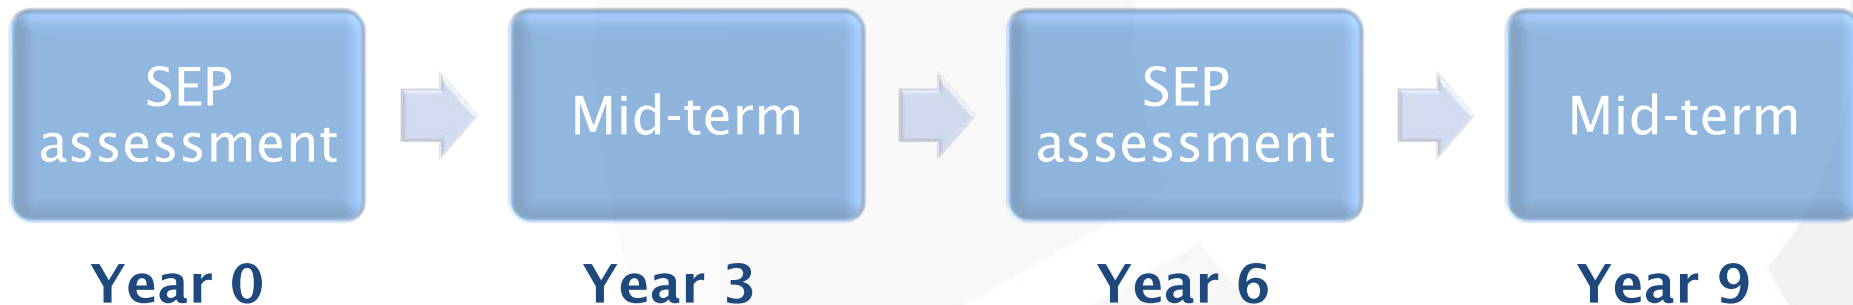 SEP
assessment
Mid-term
SEP
assessment
Mid-term
Year 0
Year 3
Year 6
Year 9